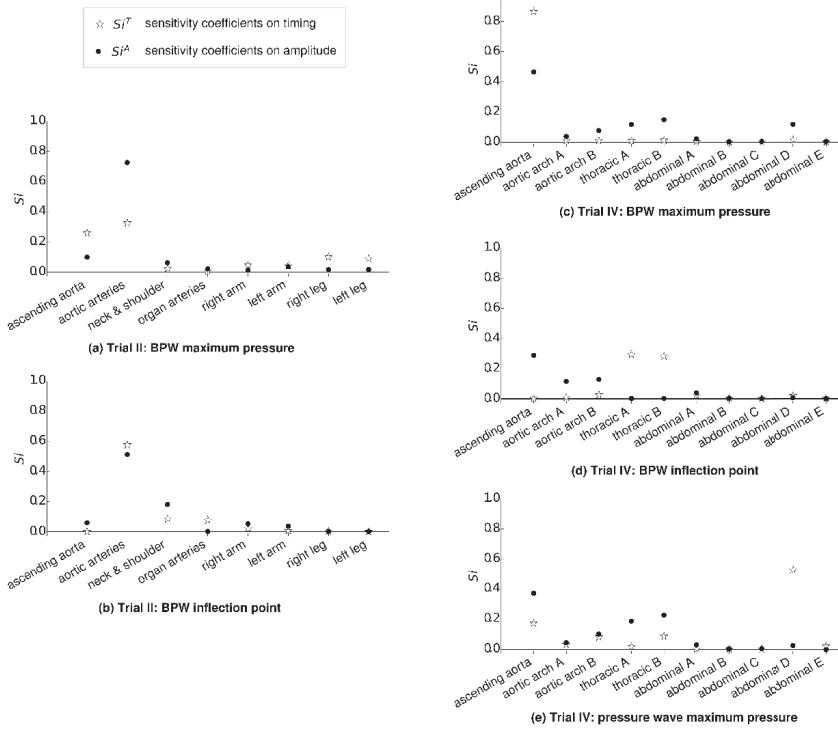 ☆ Si^T sensitivity coefficients on timing
● Si^A sensitivity coefficients on amplitude
1.0
0.8
0.6
0.4
0.2
0.0
Si
ascending aorta
aortic arteries
neck & shoulder
organ arteries
right arm
left arm
right leg
left leg
(a) Trial II: BPW maximum pressure
1.0
0.8
0.6
0.4
0.2
0.0
Si
ascending aorta
aortic arteries
neck & shoulder
organ arteries
right arm
left arm
right leg
left leg
(b) Trial II: BPW inflection point
0.8
0.6
0.4
0.2
0.0
Si
ascending aorta
aortic arch A
aortic arch B
thoracic A
thoracic B
abdominal A
abdominal B
abdominal C
abdominal D
abdominal E
(c) Trial IV: BPW maximum pressure
1.0
0.8
0.6
0.4
0.2
0.0
Si
ascending aorta
aortic arch A
aortic arch B
thoracic A
thoracic B
abdominal A
abdominal B
abdominal C
abdominal D
abdominal E
(d) Trial IV: BPW inflection point
1.0
0.8
0.6
0.4
0.2
0.0
Si
ascending aorta
aortic arch A
aortic arch B
thoracic A
thoracic B
abdominal A
abdominal B
abdominal C
abdominal D
abdominal E
(e) Trial IV: pressure wave maximum pressure